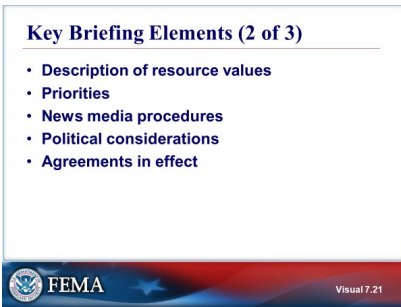 Key Briefing Elements (2 of 3)
• Description of resource values
• Priorities
• News media procedures
• Political considerations
• Agreements in effect
FEMA
Visual 7.21